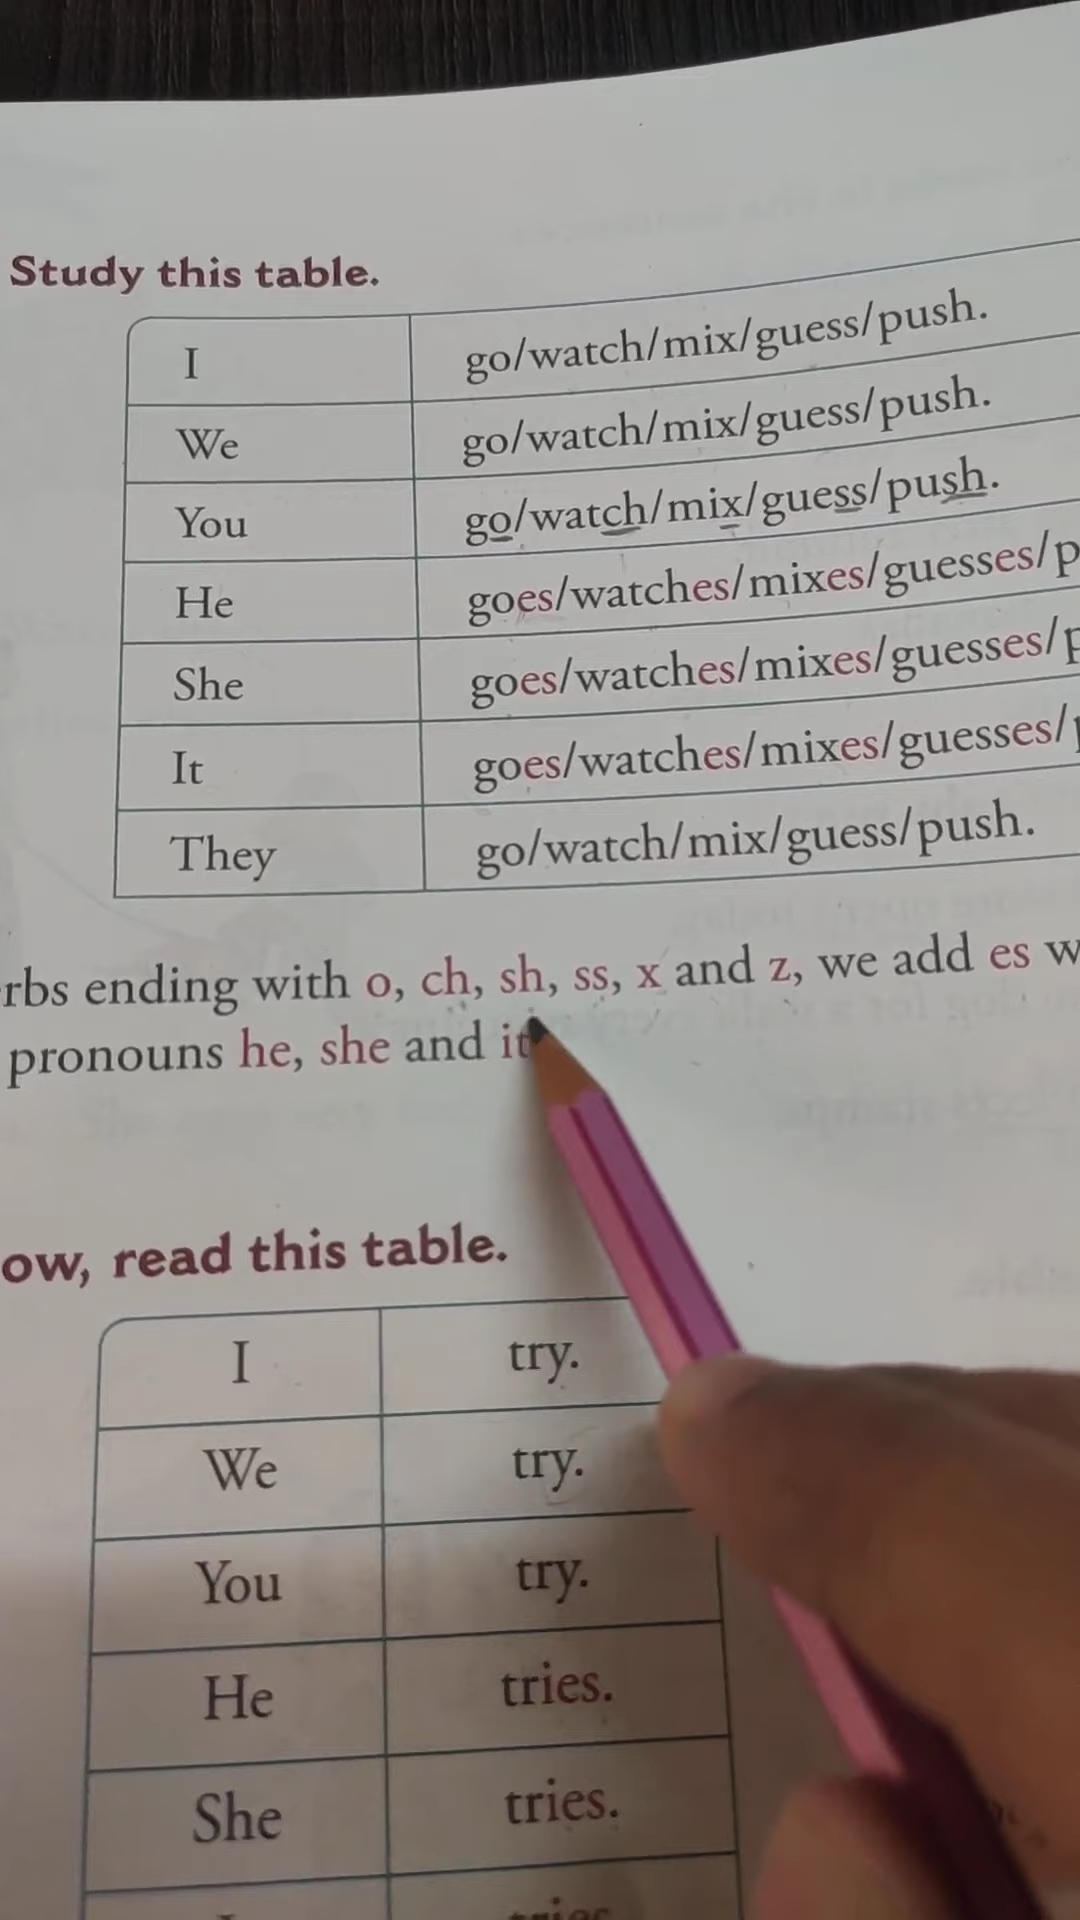 Study this table.
I go/watch/mix/guess/push.
We go/watch/mix/guess/push.
You go/watch/mix/guess/push.
He goes/watches/mixes/guesses/p
She goes/watches/mixes/guesses/p
It goes/watches/mixes/guesses/
They go/watch/mix/guess/push.
rbs ending with o, ch, sh, ss, x and z, we add es w
pronouns he, she and it
ow, read this table.
I try.
We try.
You try.
He tries.
She tries.